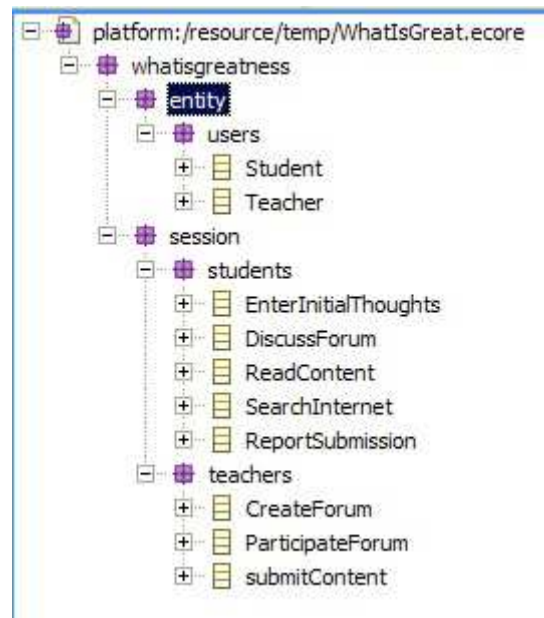 platform:/resource/temp/WhatIsGreat.ecore
whatisgreatness
entity
users
Student
Teacher
session
students
EnterInitialThoughts
DiscussForum
ReadContent
SearchInternet
ReportSubmission
teachers
CreateForum
ParticipateForum
submitContent